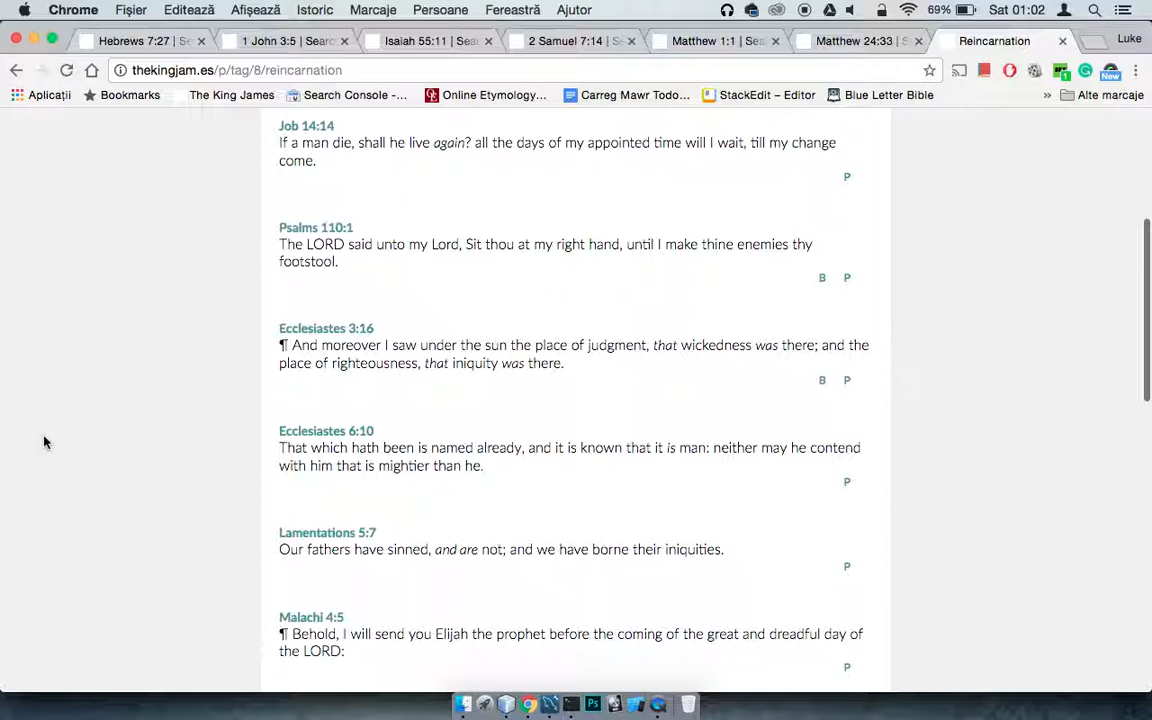 Chrome Fișier Editează Afișează Istoric Marcaje Persoane Fereastră Ajutor 69% Sat 01:02
Hebrews 7:27 | Se 1 John 3:5 | Searc Isaiah 55:11 | Sea 2 Samuel 7:14 | S Matthew 1:1 | Sea Matthew 24:33 | S Reincarnation Luke
thekingjam.es/p/tag/8/reincarnation New
Aplicații Bookmarks The King James Search Console -... Online Etymology... Carreg Mawr Todo... StackEdit – Editor Blue Letter Bible » Alte marcaje
Job 14:14
If a man die, shall he live again? all the days of my appointed time will I wait, till my change
come.
P
Psalms 110:1
The LORD said unto my Lord, Sit thou at my right hand, until I make thine enemies thy
footstool.
B P
Ecclesiastes 3:16
¶ And moreover I saw under the sun the place of judgment, that wickedness was there; and the
place of righteousness, that iniquity was there.
B P
Ecclesiastes 6:10
That which hath been is named already, and it is known that it is man: neither may he contend
with him that is mightier than he.
P
Lamentations 5:7
Our fathers have sinned, and are not; and we have borne their iniquities.
P
Malachi 4:5
¶ Behold, I will send you Elijah the prophet before the coming of the great and dreadful day of
the LORD:
P
Ps